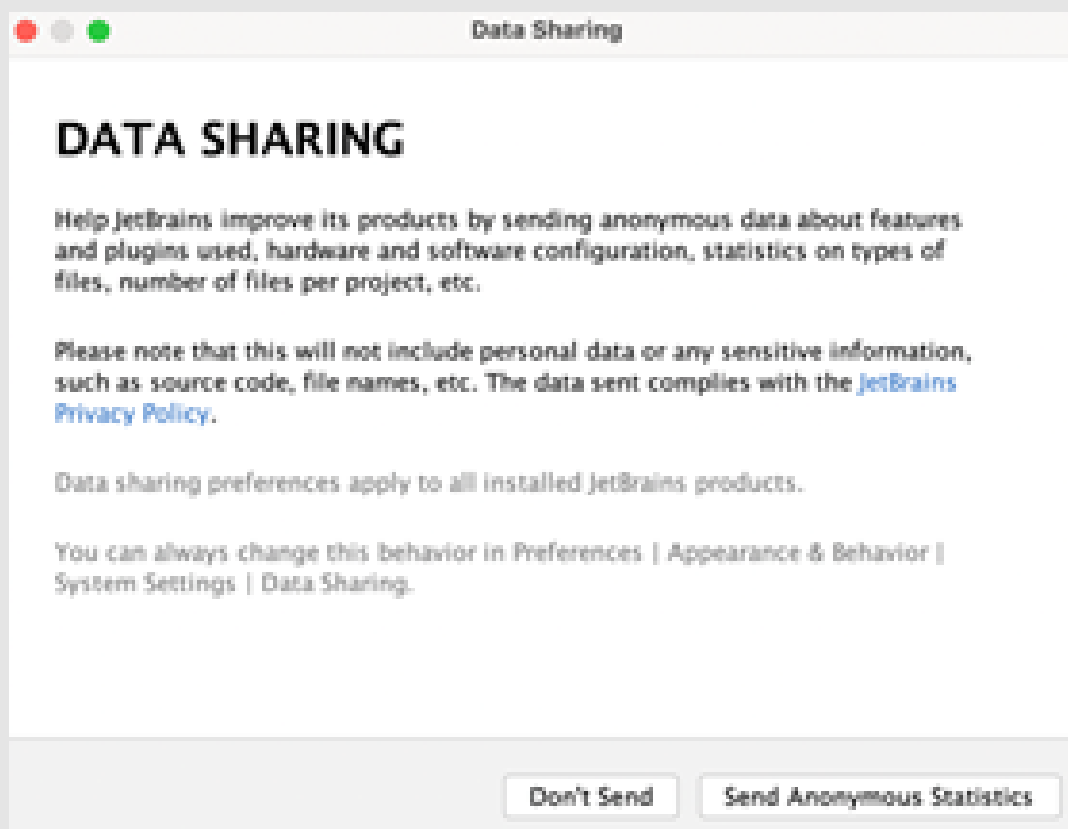 Data Sharing
DATA SHARING
Help JetBrains improve its products by sending anonymous data about features
and plugins used, hardware and software configuration, statistics on types of
files, number of files per project, etc.
Please note that this will not include personal data or any sensitive information,
such as source code, file names, etc. The data sent complies with the JetBrains
Privacy Policy.
Data sharing preferences apply to all installed JetBrains products.
You can always change this behavior in Preferences | Appearance & Behavior |
System Settings | Data Sharing.
Don't Send Send Anonymous Statistics